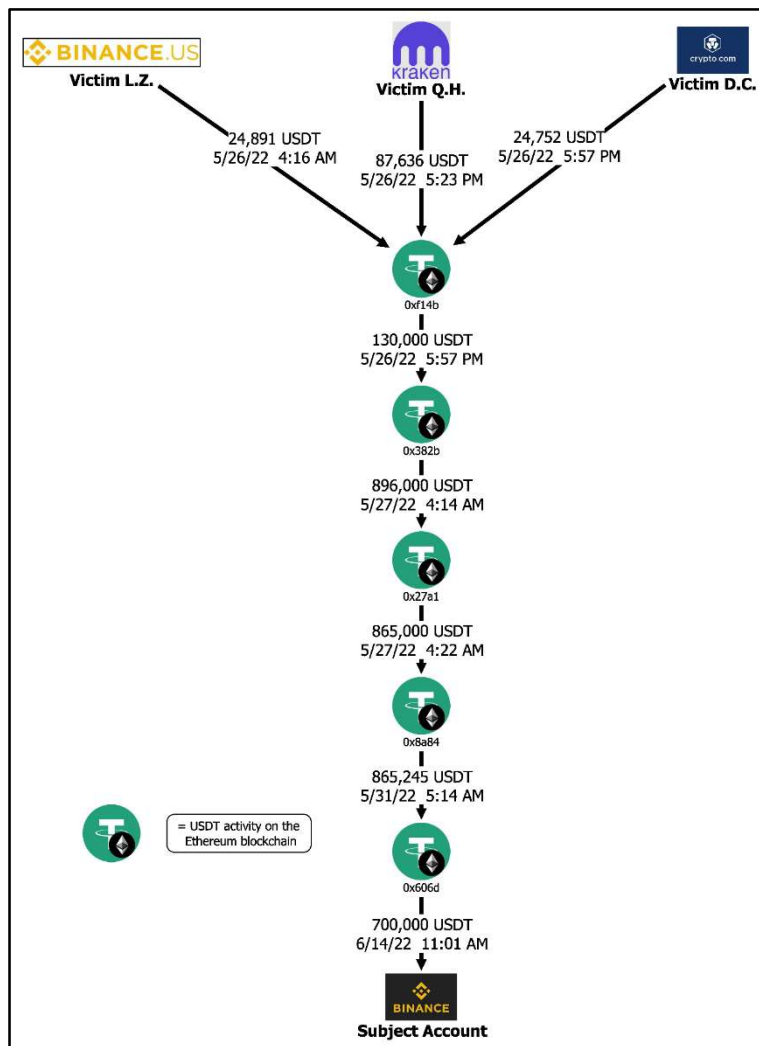 BINANCE.US
Victim L.Z.
kraken
Victim Q.H.
crypto.com
Victim D.C.
24,891 USDT
5/26/22 4:16 AM
87,636 USDT
5/26/22 5:23 PM
24,752 USDT
5/26/22 5:57 PM
0xf14b
130,000 USDT
5/26/22 5:57 PM
0x382b
896,000 USDT
5/27/22 4:14 AM
0x27a1
865,000 USDT
5/27/22 4:22 AM
0x8a84
865,245 USDT
5/31/22 5:14 AM
= USDT activity on the
Ethereum blockchain
0x606d
700,000 USDT
6/14/22 11:01 AM
BINANCE
Subject Account